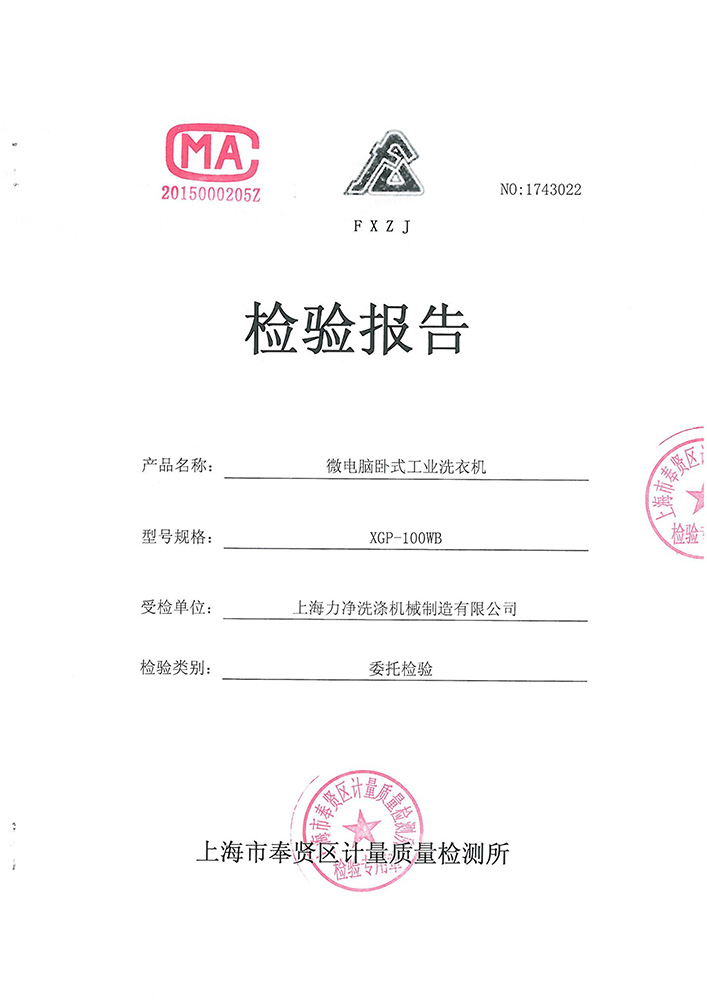 CMA
2015000205Z
FXZJ
NO:1743022
检验报告
产品名称: 微电脑卧式工业洗衣机
型号规格: XGP-100WB
受检单位: 上海力净洗涤机械制造有限公司
检验类别: 委托检验
上海市奉贤区计
检验专
上海市奉贤区计量质量检测所
检验专用章
上海市奉贤区计量质量检测所